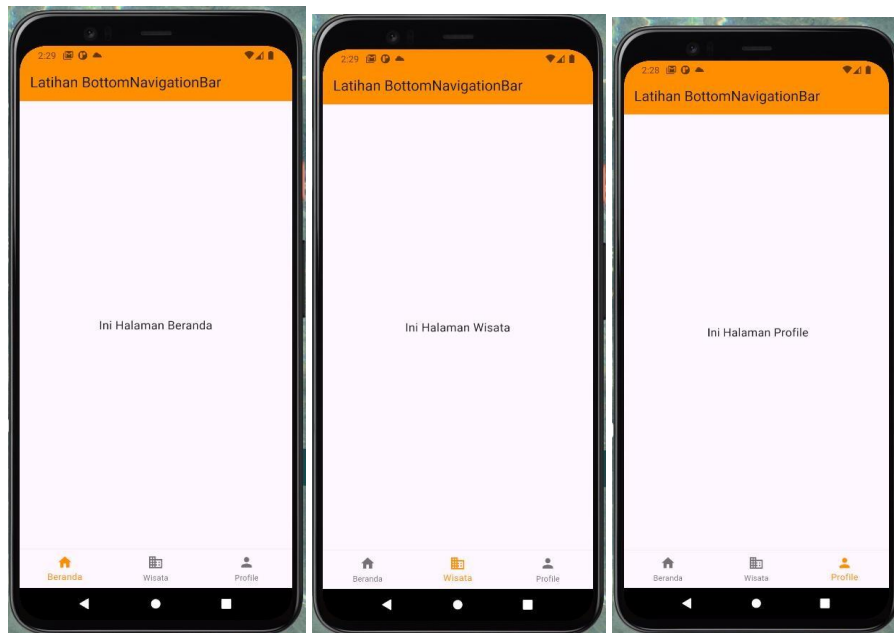 2:29
Latihan BottomNavigationBar
Ini Halaman Beranda
Beranda
Wisata
Profile
2:29
Latihan BottomNavigationBar
Ini Halaman Wisata
Beranda
Wisata
Profile
2:28
Latihan BottomNavigationBar
Ini Halaman Profile
Beranda
Wisata
Profile